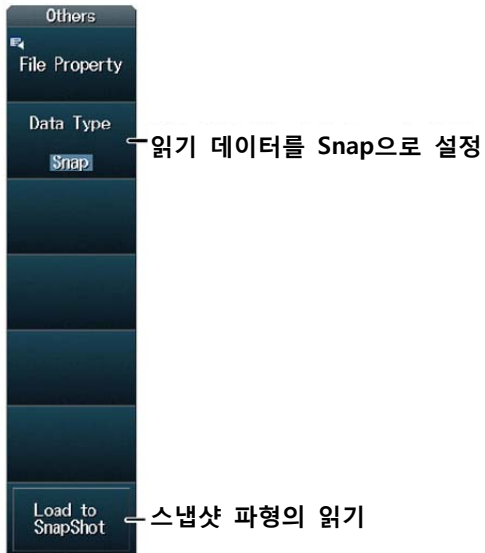 Others
File Property
Data Type
Snap
읽기 데이터를 Snap으로 설정
Load to
SnapShot
스냅샷 파형의 읽기